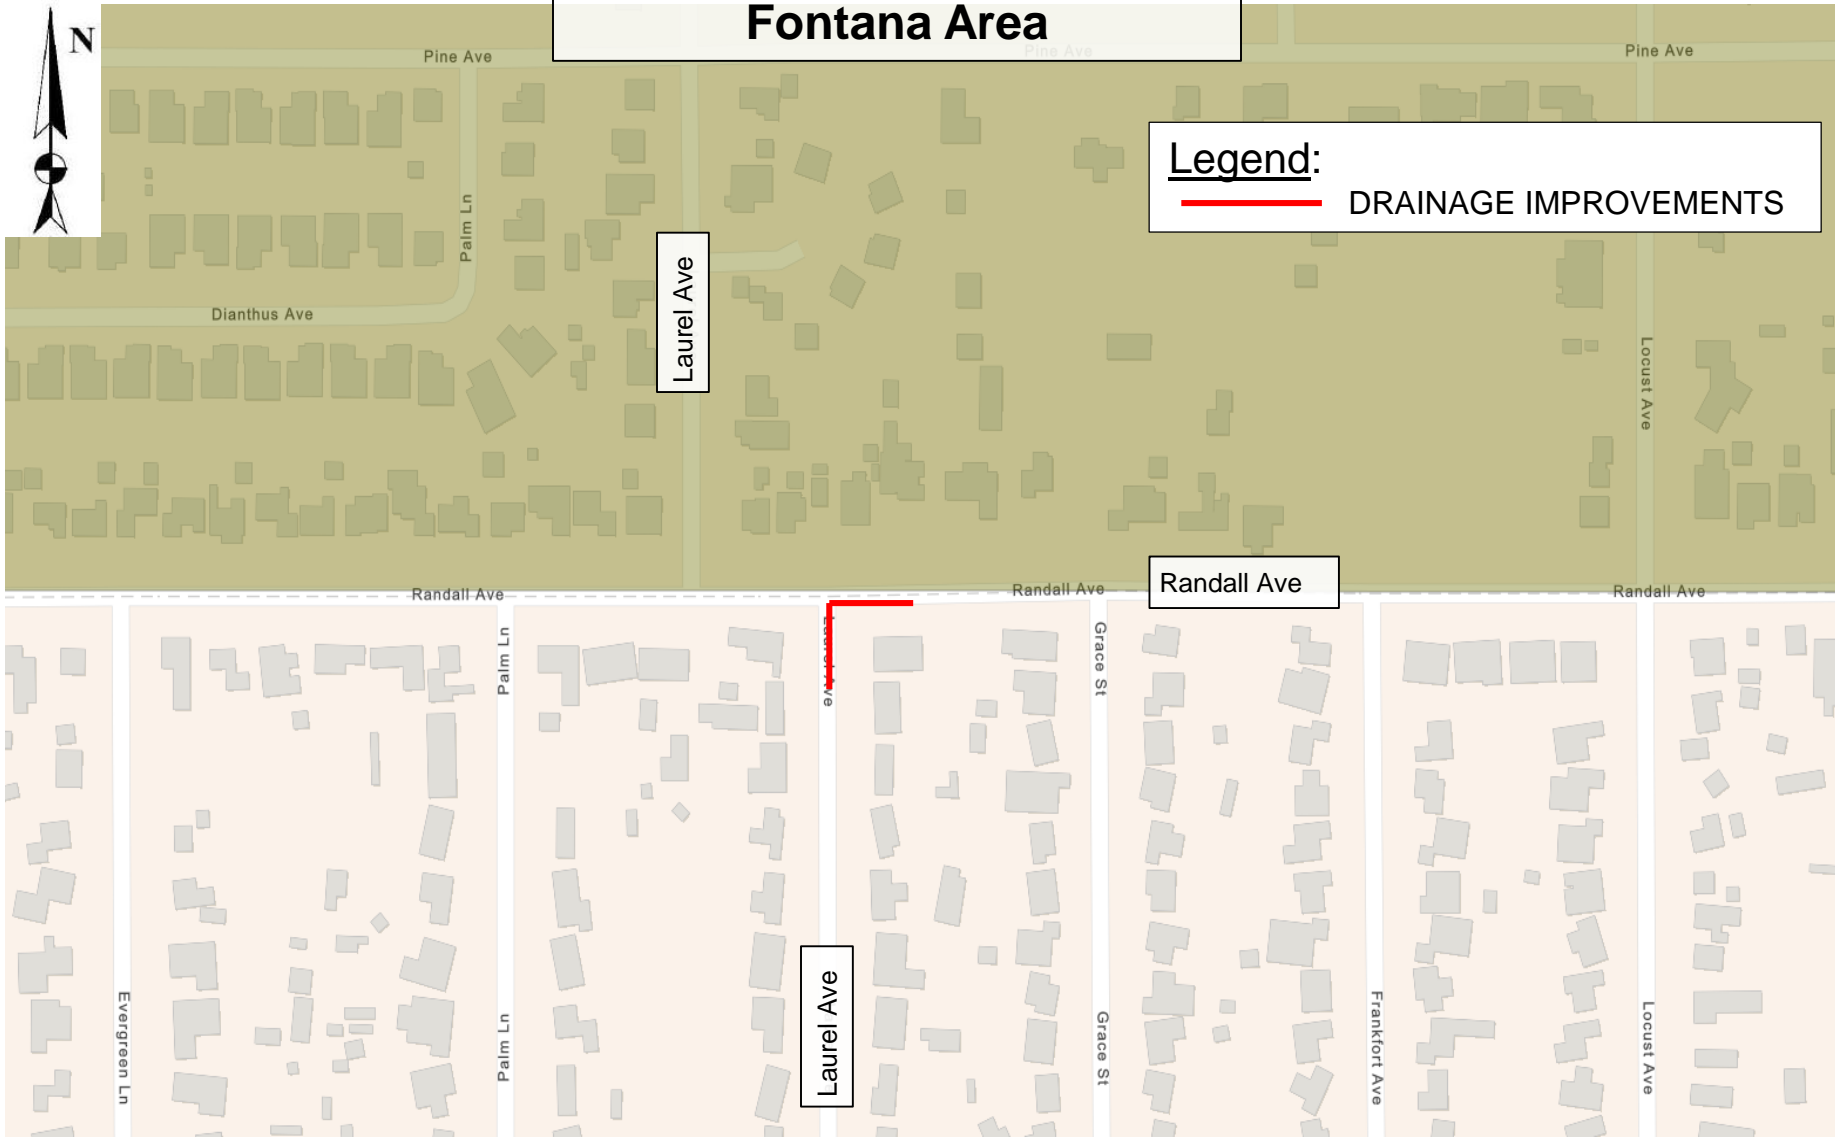 Fontana Area
N
Pine Ave
Pine Ave
Pine Ave
Legend:
DRAINAGE IMPROVEMENTS
Palm Ln
Laurel Ave
Dianthus Ave
Locust Ave
Randall Ave
Randall Ave
Randall Ave
Randall Ave
Palm Ln
Laurel Ave
Grace St
Evergreen Ln
Palm Ln
Laurel Ave
Grace St
Frankfort Ave
Locust Ave